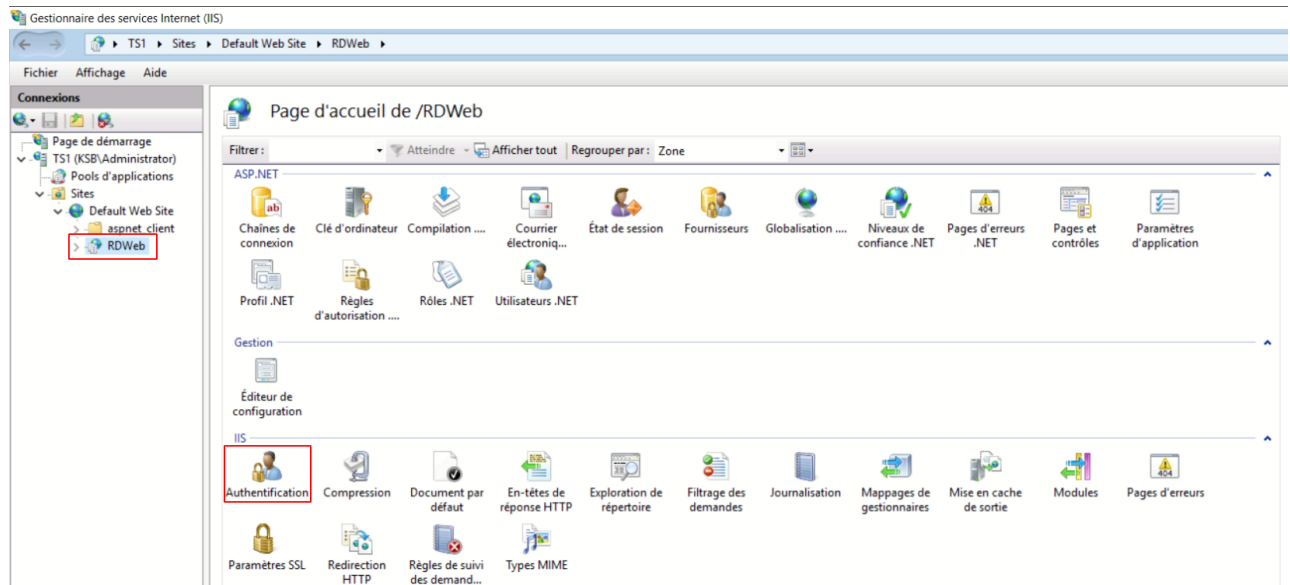 Gestionnaire des services Internet (IIS)
TS1 Sites Default Web Site RDWeb
Fichier Affichage Aide
Connexions
Page de démarrage
TS1 (KSB\Administrator)
Pools d'applications
Sites
Default Web Site
aspnet_client
RDWeb
Page d'accueil de /RDWeb
Filtrer : Atteindre Afficher tout Regrouper par : Zone
ASP.NET
Chaînes de connexion
Clé d'ordinateur
Compilation ....
Courrier électroniq...
État de session
Fournisseurs
Globalisation ....
Niveaux de confiance .NET
Pages d'erreurs .NET
Pages et contrôles
Paramètres d'application
Profil .NET
Règles d'autorisation ....
Rôles .NET
Utilisateurs .NET
Gestion
Éditeur de configuration
IIS
Authentification
Compression
Document par défaut
En-têtes de réponse HTTP
Exploration de répertoire
Filtrage des demandes
Journalisation
Mappages de gestionnaires
Mise en cache de sortie
Modules
Pages d'erreurs
Paramètres SSL
Redirection HTTP
Règles de suivi des demand...
Types MIME